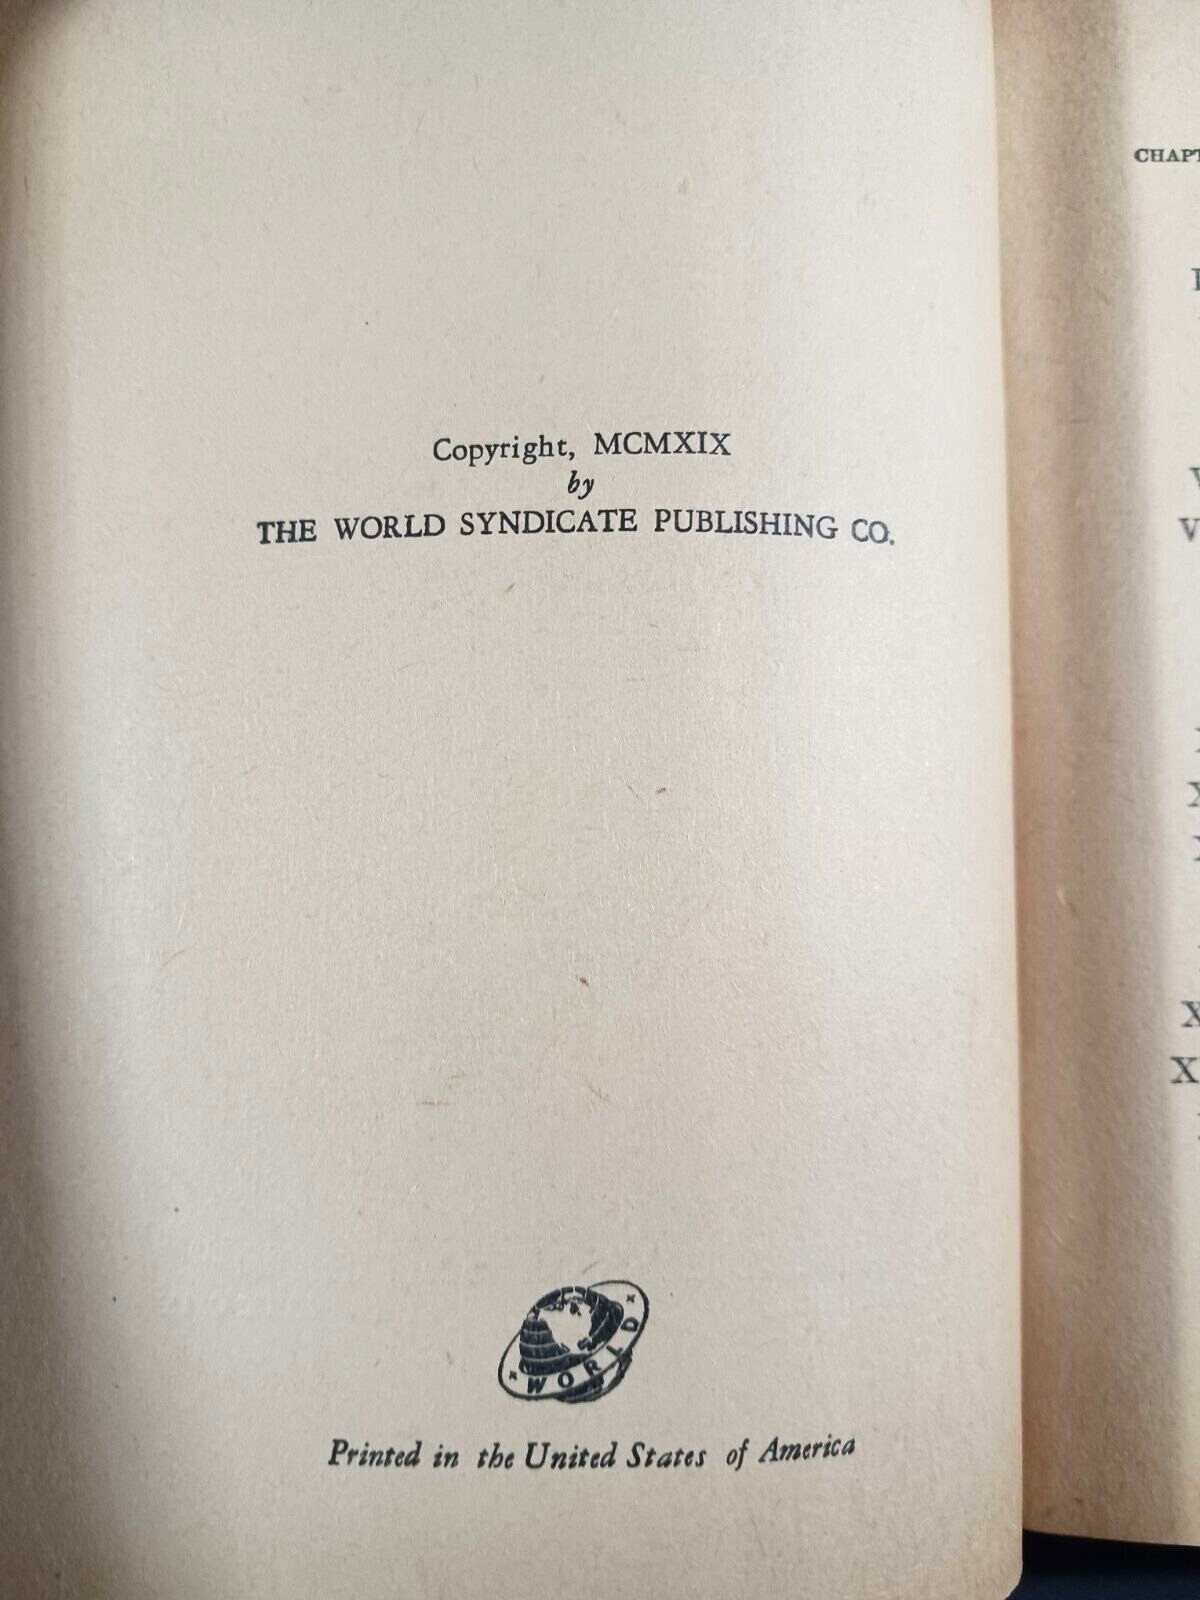 Copyright, MCMXIX
by
THE WORLD SYNDICATE PUBLISHING CO.
WORLD
Printed in the United States of America